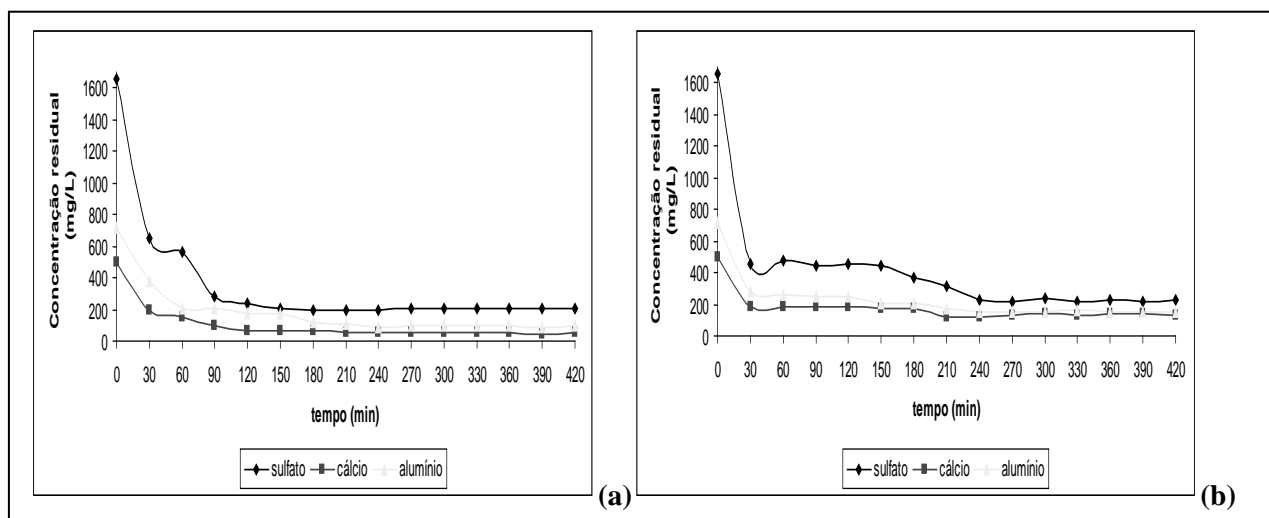 Concentração residual
(mg/L)
1600
1400
1200
1000
800
600
400
200
0
0 30 60 90 120 150 180 210 240 270 300 330 360 390 420
tempo (min)
sulfato cálcio alumínio
(a)
Concentração residual
(mg/L)
1600
1400
1200
1000
800
600
400
200
0
0 30 60 90 120 150 180 210 240 270 300 330 360 390 420
tempo (min)
sulfato cálcio alumínio
(b)